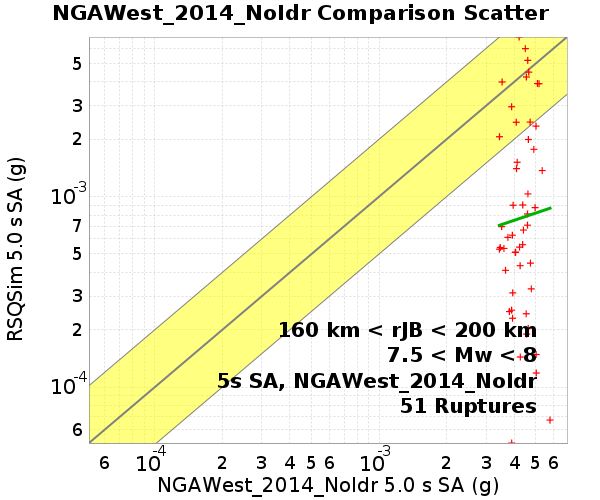 NGAWest_2014_NoIdr Comparison Scatter
RSQSim 5.0 s SA (g)
5
3
2
10-3
7
5
3
2
10-4
6
160 km < rJB < 200 km
7.5 < Mw < 8
5s SA, NGAWest_2014_NoIdr
51 Ruptures
6 10-4 2 3 4 5 6 10-3 2 3 4 5 6
NGAWest_2014_NoIdr 5.0 s SA (g)